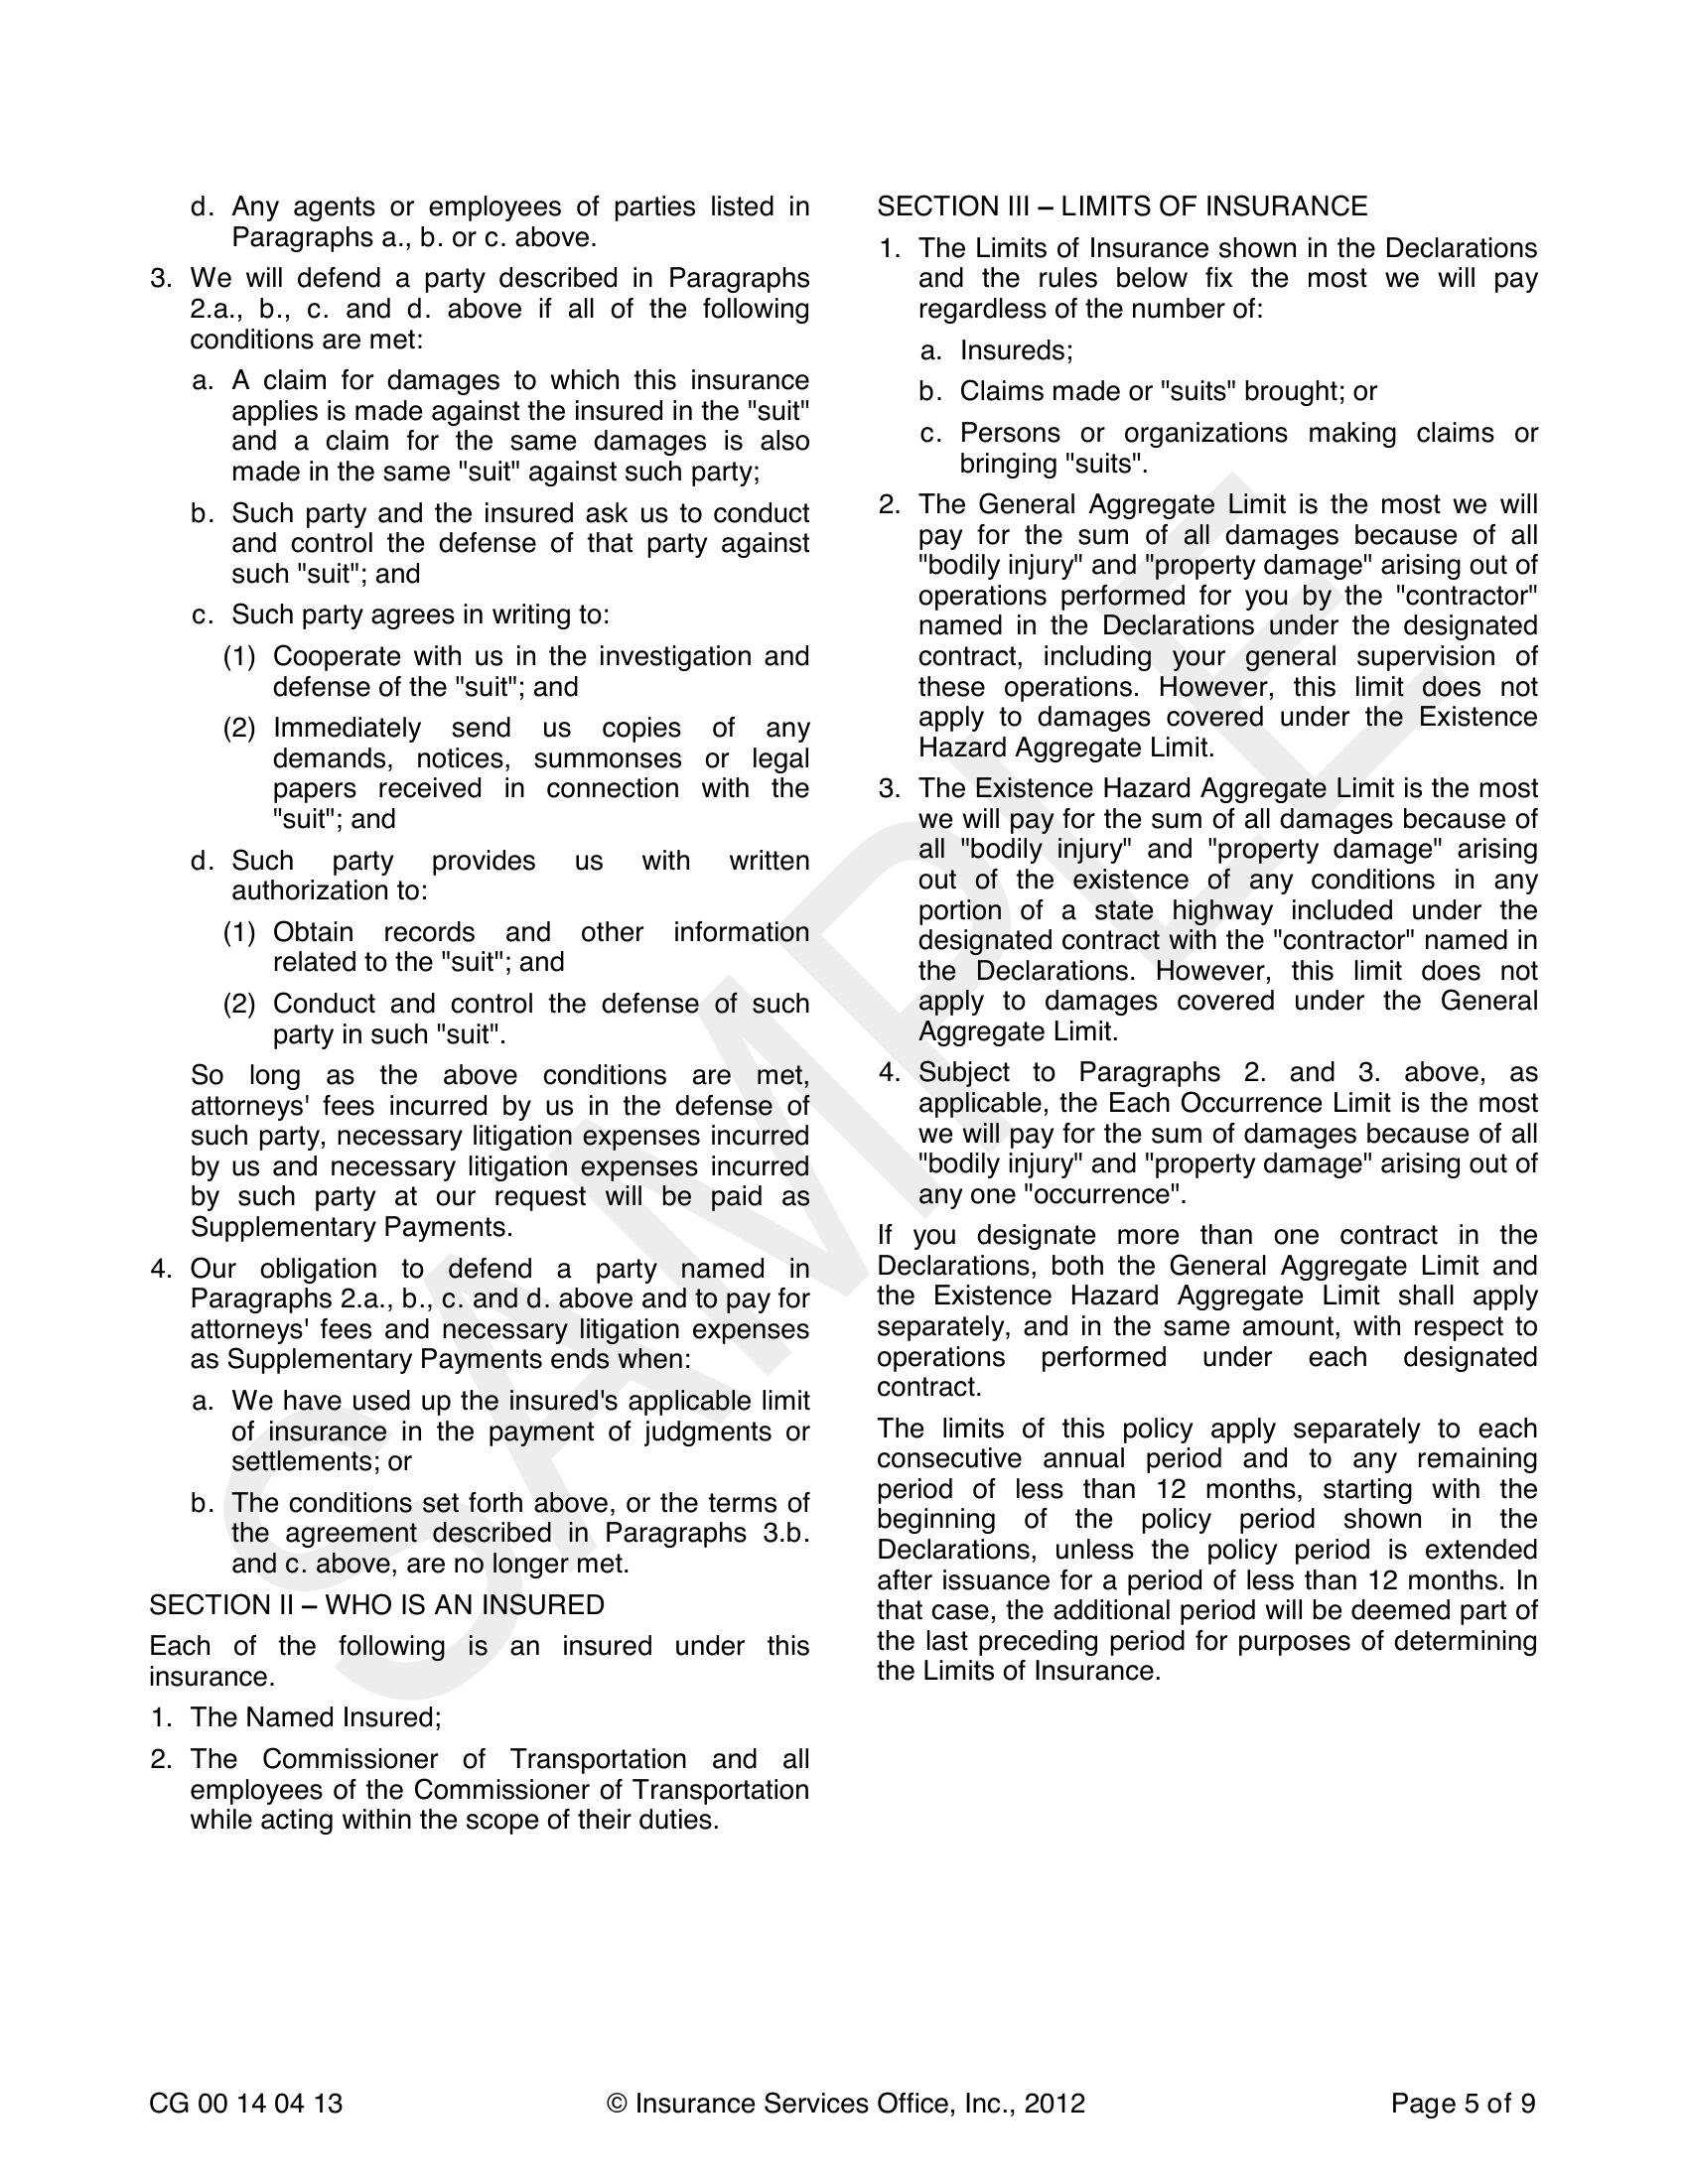 d. Any agents or employees of parties listed in
Paragraphs a., b. or c. above.
3. We will defend a party described in Paragraphs
2.a., b., c. and d. above if all of the following
conditions are met:
a. A claim for damages to which this insurance
applies is made against the insured in the "suit"
and a claim for the same damages is also
made in the same "suit" against such party;
b. Such party and the insured ask us to conduct
and control the defense of that party against
such "suit"; and
c. Such party agrees in writing to:
(1) Cooperate with us in the investigation and
defense of the "suit"; and
(2) Immediately send us copies of any
demands, notices, summonses or legal
papers received in connection with the
"suit"; and
d. Such party provides us with written
authorization to:
(1) Obtain records and other information
related to the "suit"; and
(2) Conduct and control the defense of such
party in such "suit".
So long as the above conditions are met,
attorneys' fees incurred by us in the defense of
such party, necessary litigation expenses incurred
by us and necessary litigation expenses incurred
by such party at our request will be paid as
Supplementary Payments.
4. Our obligation to defend a party named in
Paragraphs 2.a., b., c. and d. above and to pay for
attorneys' fees and necessary litigation expenses
as Supplementary Payments ends when:
a. We have used up the insured's applicable limit
of insurance in the payment of judgments or
settlements; or
b. The conditions set forth above, or the terms of
the agreement described in Paragraphs 3.b.
and c. above, are no longer met.
SECTION II – WHO IS AN INSURED
Each of the following is an insured under this
insurance.
1. The Named Insured;
2. The Commissioner of Transportation and all
employees of the Commissioner of Transportation
while acting within the scope of their duties.
SECTION III – LIMITS OF INSURANCE
1. The Limits of Insurance shown in the Declarations
and the rules below fix the most we will pay
regardless of the number of:
a. Insureds;
b. Claims made or "suits" brought; or
c. Persons or organizations making claims or
bringing "suits".
2. The General Aggregate Limit is the most we will
pay for the sum of all damages because of all
"bodily injury" and "property damage" arising out of
operations performed for you by the "contractor"
named in the Declarations under the designated
contract, including your general supervision of
these operations. However, this limit does not
apply to damages covered under the Existence
Hazard Aggregate Limit.
3. The Existence Hazard Aggregate Limit is the most
we will pay for the sum of all damages because of
all "bodily injury" and "property damage" arising
out of the existence of any conditions in any
portion of a state highway included under the
designated contract with the "contractor" named in
the Declarations. However, this limit does not
apply to damages covered under the General
Aggregate Limit.
4. Subject to Paragraphs 2. and 3. above, as
applicable, the Each Occurrence Limit is the most
we will pay for the sum of damages because of all
"bodily injury" and "property damage" arising out of
any one "occurrence".
If you designate more than one contract in the
Declarations, both the General Aggregate Limit and
the Existence Hazard Aggregate Limit shall apply
separately, and in the same amount, with respect to
operations performed under each designated
contract.
The limits of this policy apply separately to each
consecutive annual period and to any remaining
period of less than 12 months, starting with the
beginning of the policy period shown in the
Declarations, unless the policy period is extended
after issuance for a period of less than 12 months. In
that case, the additional period will be deemed part of
the last preceding period for purposes of determining
the Limits of Insurance.
SAMPLE
CG 00 14 04 13 © Insurance Services Office, Inc., 2012 Page 5 of 9